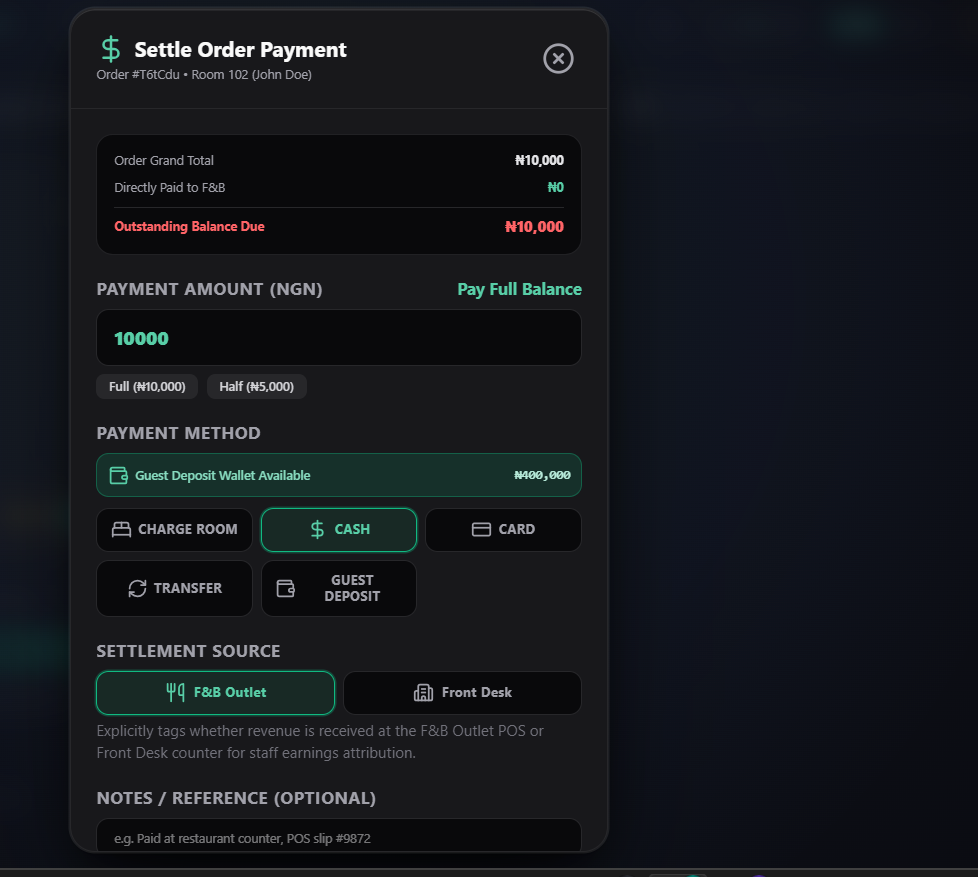 Settle Order Payment
Order #T6tCdu • Room 102 (John Doe)
Order Grand Total ₦10,000
Directly Paid to F&B ₦0
Outstanding Balance Due ₦10,000
PAYMENT AMOUNT (NGN) Pay Full Balance
10000
Full (₦10,000) Half (₦5,000)
PAYMENT METHOD
Guest Deposit Wallet Available ₦400,000
CHARGE ROOM CASH CARD
TRANSFER GUEST DEPOSIT
SETTLEMENT SOURCE
F&B Outlet Front Desk
Explicitly tags whether revenue is received at the F&B Outlet POS or
Front Desk counter for staff earnings attribution.
NOTES / REFERENCE (OPTIONAL)
e.g. Paid at restaurant counter, POS slip #9872